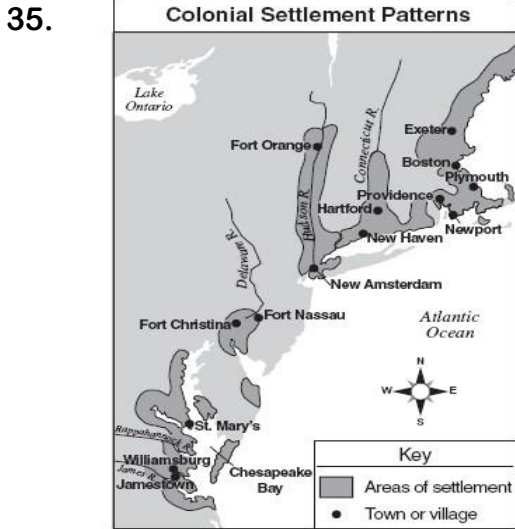 35.
Colonial Settlement Patterns
Lake
Ontario
Exeter
Fort Orange
Connecticut R.
Boston
Plymouth
Providence
Hudson R.
Hartford
Newport
New Haven
Delaware R.
New Amsterdam
Fort Nassau
Fort Christina
Atlantic
Ocean
N
W
E
S
St. Mary's
Rappahannock R.
Williamsburg
James R.
Jamestown
Chesapeake
Bay
Key
Areas of settlement
Town or village